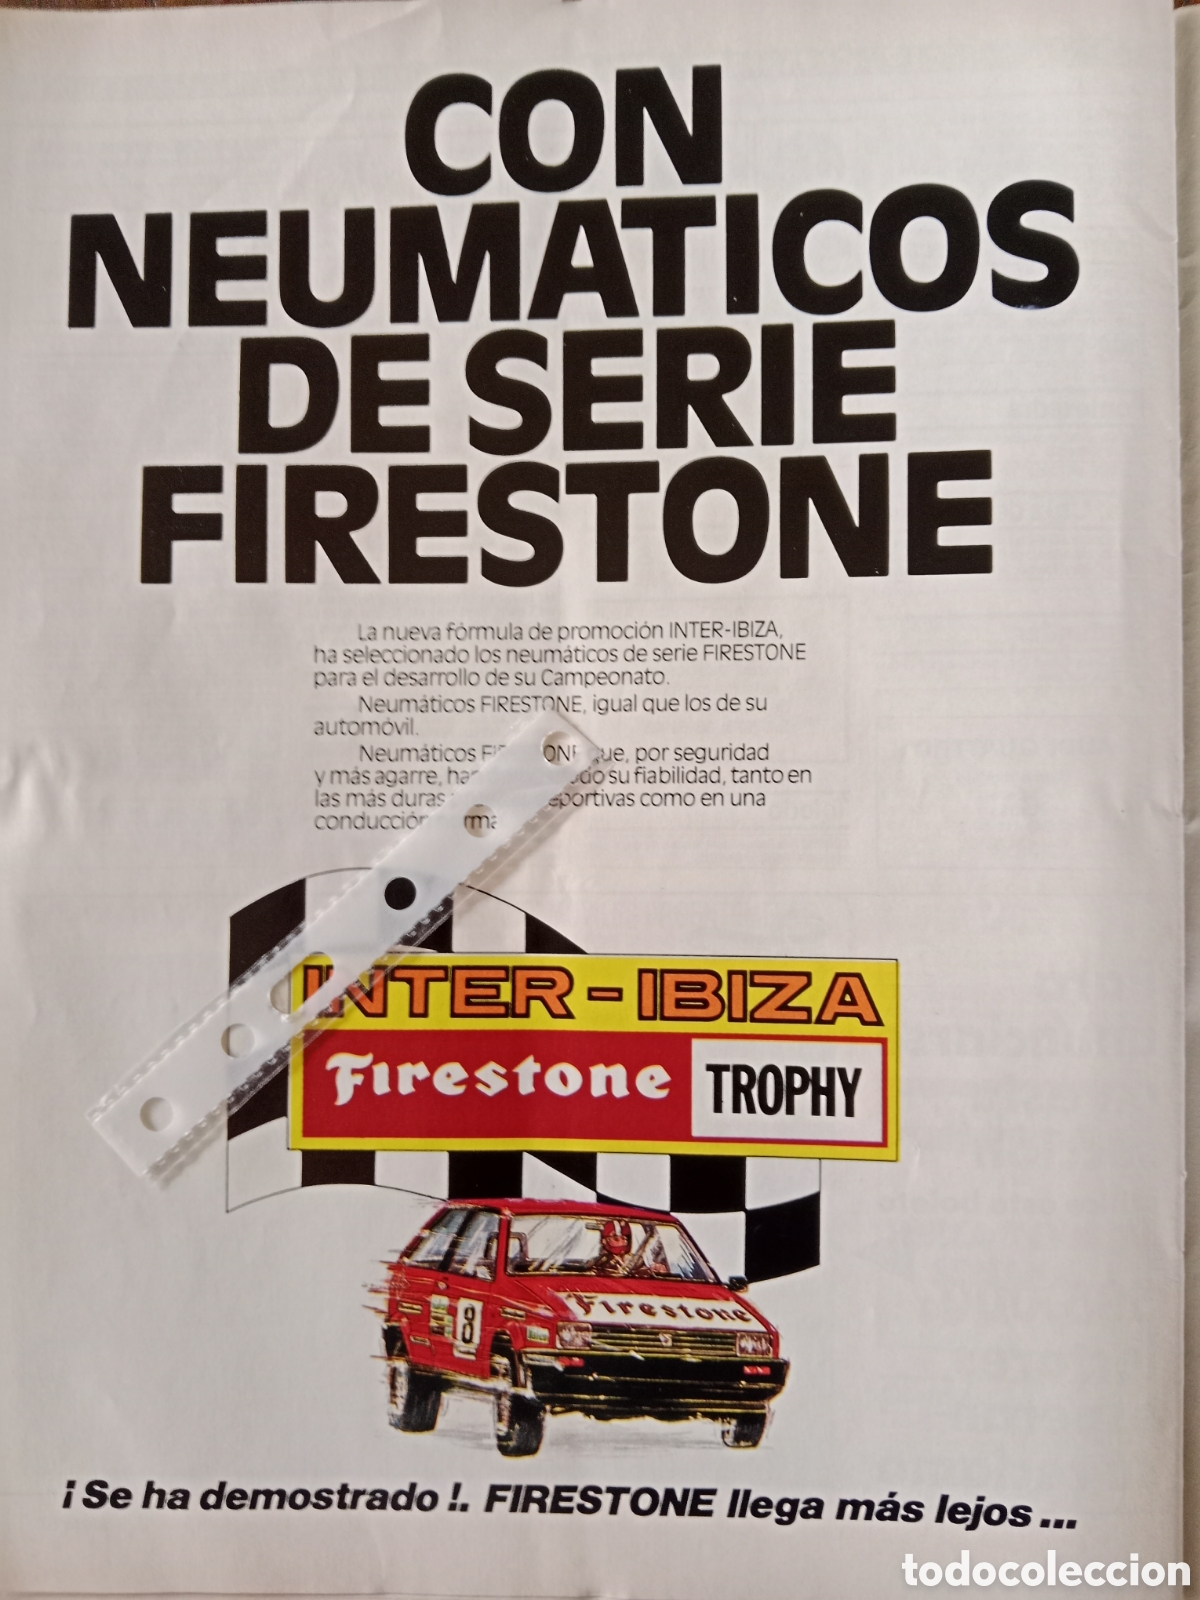 CON
NEUMATICOS
DE SERIE
FIRESTONE
La nueva fórmula de promoción INTER-IBIZA,
ha seleccionado los neumáticos de serie FIRESTONE
para el desarrollo de su Campeonato.
Neumáticos FIRESTONE, igual que los de su
automóvil.
Neumáticos que, por seguridad
y más agarre, su fiabilidad, tanto en
las más duras como en una
INTER-IBIZA
Firestone TROPHY
Firestone
8
¡Se ha demostrado!. FIRESTONE llega más lejos...
todocoleccion